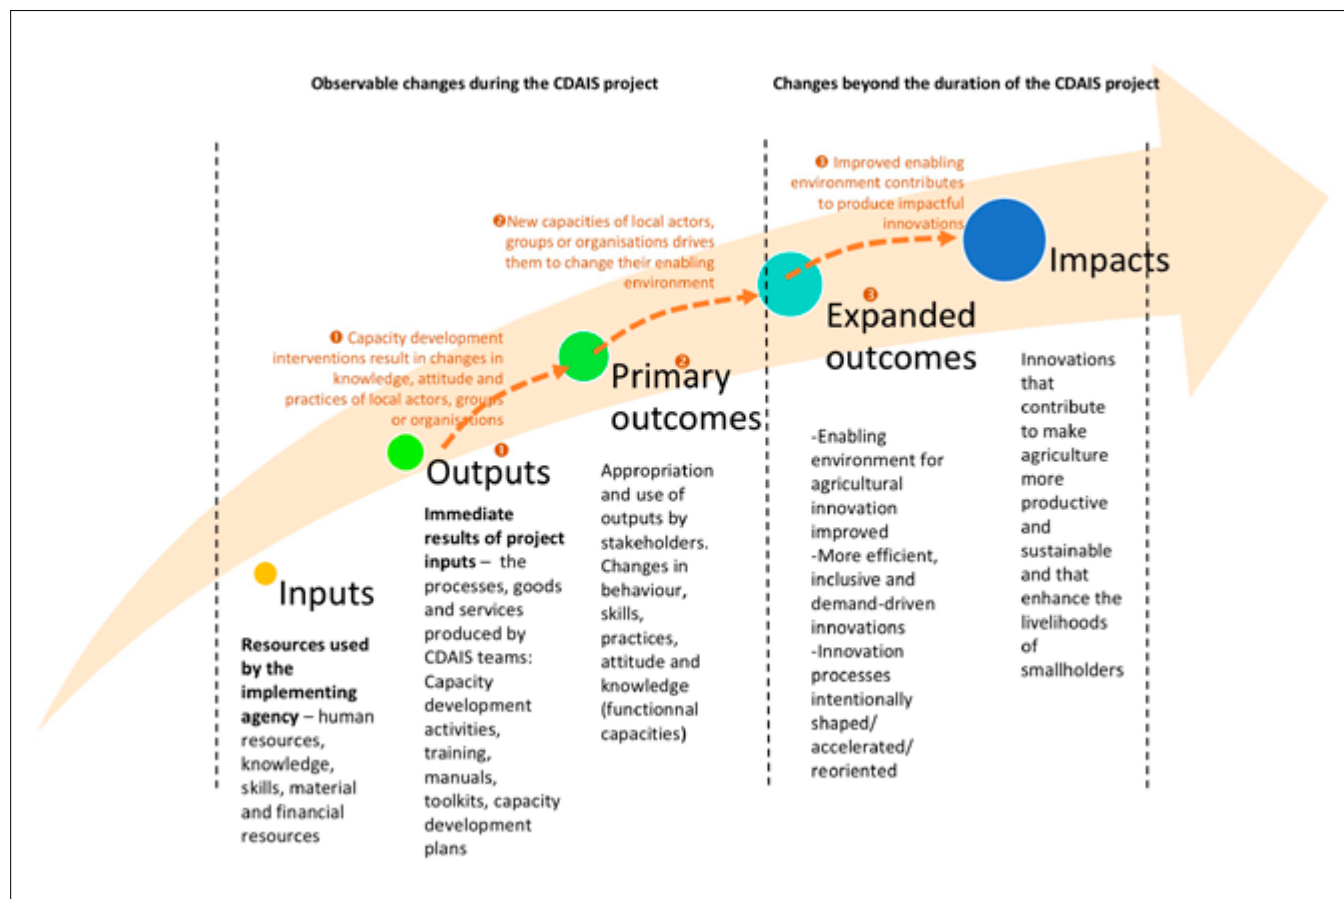 Observable changes during the CDAIS project
Changes beyond the duration of the CDAIS project
❸ Improved enabling
environment contributes
to produce impactful
innovations
❷New capacities of local actors,
groups or organisations drives
them to change their enabling
environment
❶ Capacity development
interventions result in changes in
knowledge, attitude and
practices of local actors, groups
or organisations
Inputs
Resources used
by the
implementing
agency – human
resources,
knowledge,
skills, material
and financial
resources
❶
Outputs
Immediate
results of project
inputs – the
processes, goods
and services
produced by
CDAIS teams:
Capacity
development
activities,
training,
manuals,
toolkits, capacity
development
plans
❷
Primary
outcomes
Appropriation
and use of
outputs by
stakeholders.
Changes in
behaviour,
skills,
practices,
attitude and
knowledge
(functionnal
capacities)
❸
Expanded
outcomes
-Enabling
environment for
agricultural
innovation
improved
-More efficient,
inclusive and
demand-driven
innovations
-Innovation
processes
intentionally
shaped/
accelerated/
reoriented
Impacts
Innovations
that
contribute
to make
agriculture
more
productive
and
sustainable
and that
enhance the
livelihoods
of
smallholders